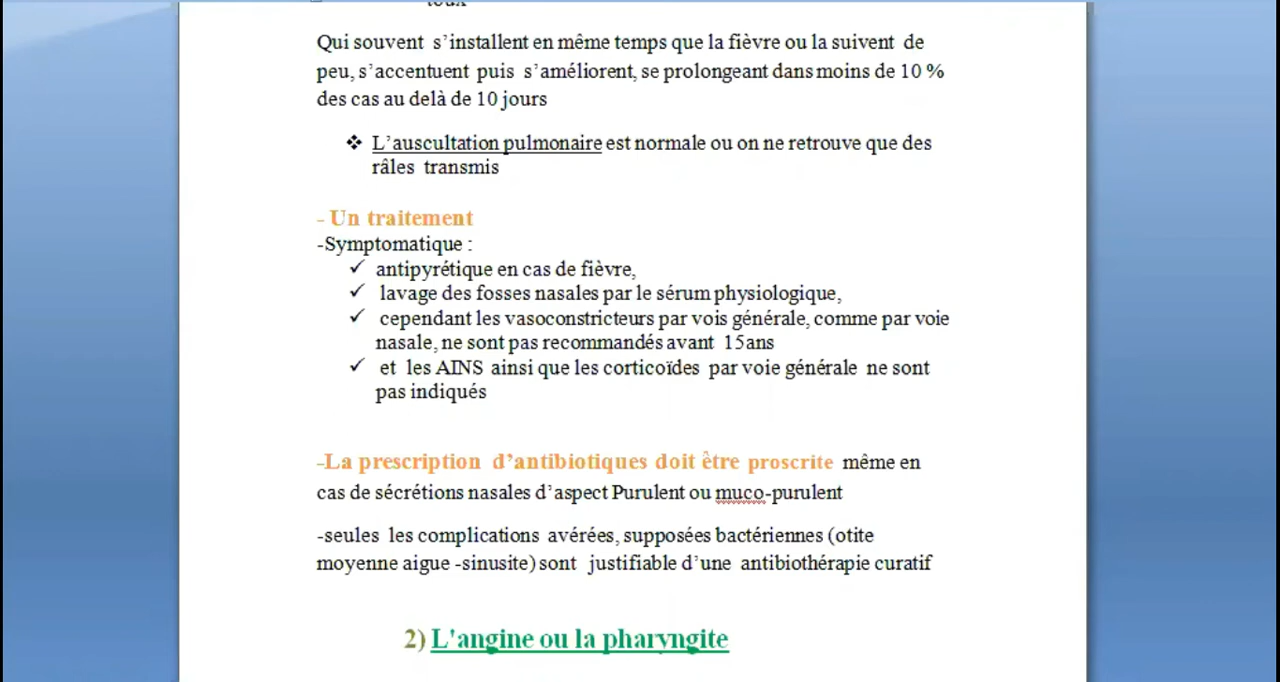 toux
Qui souvent s'installent en même temps que la fièvre ou la suivent de
peu, s'accentuent puis s'améliorent, se prolongeant dans moins de 10 %
des cas au delà de 10 jours
❖ L'auscultation pulmonaire est normale ou on ne retrouve que des
râles transmis
- Un traitement
-Symptomatique :
✓ antipyrétique en cas de fièvre,
✓ lavage des fosses nasales par le sérum physiologique,
✓ cependant les vasoconstricteurs par vois générale, comme par voie
nasale, ne sont pas recommandés avant 15ans
✓ et les AINS ainsi que les corticoïdes par voie générale ne sont
pas indiqués
-La prescription d'antibiotiques doit être proscrite même en
cas de sécrétions nasales d'aspect Purulent ou muco-purulent
-seules les complications avérées, supposées bactériennes (otite
moyenne aigue -sinusite) sont justifiable d'une antibiothérapie curatif
2) L'angine ou la pharyngite